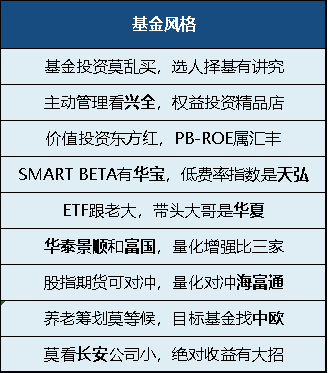 基金风格
基金投资莫乱买，选人择基有讲究
主动管理看兴全，权益投资精品店
价值投资东方红，PB-ROE属汇丰
SMART BETA有华宝，低费率指数是天弘
ETF跟老大，带头大哥是华夏
华泰景顺和富国，量化增强比三家
股指期货可对冲，量化对冲海富通
养老筹划莫等候，目标基金找中欧
莫看长安公司小，绝对收益有大招